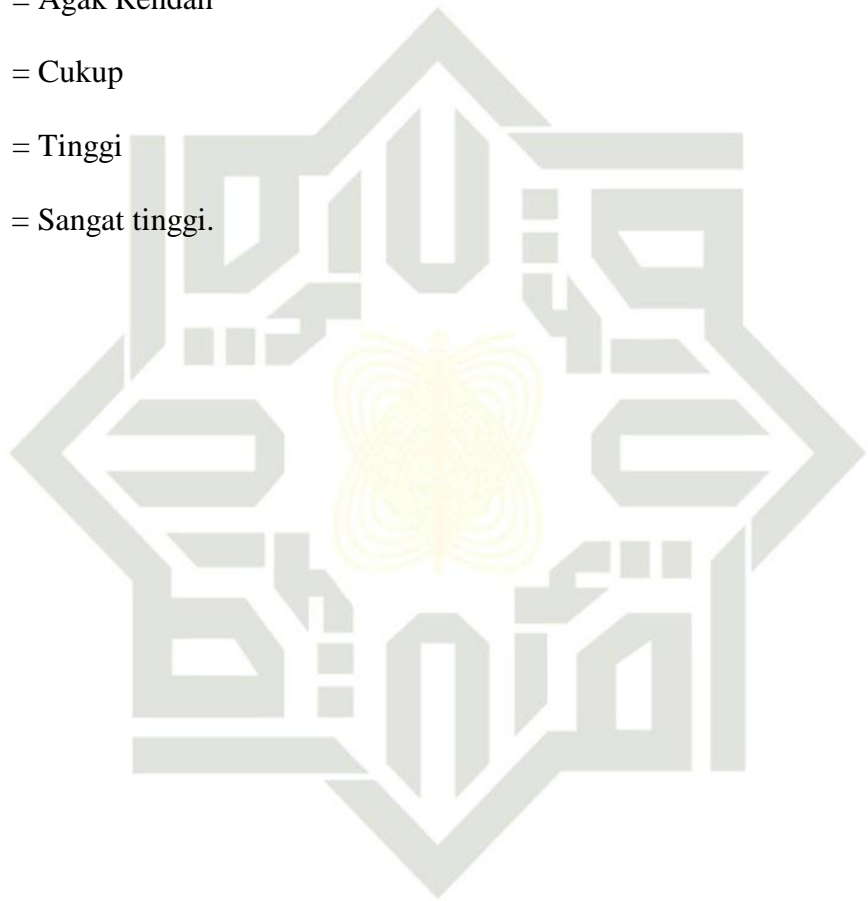 = Agak Rendah
= Cukup
= Tinggi
= Sangat tinggi.